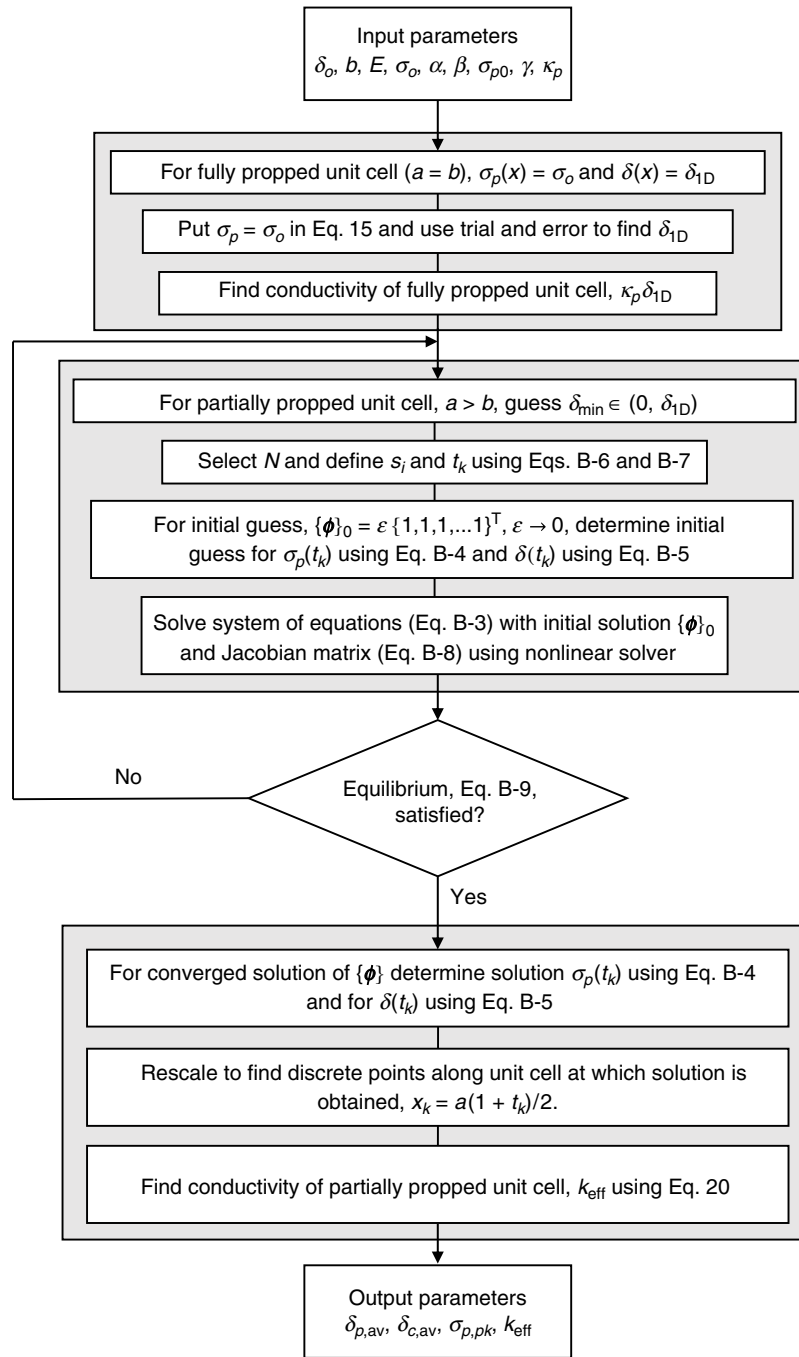 Input parameters
δₒ, b, E, σₒ, α, β, σₚ₀, γ, κₚ
For fully propped unit cell (a = b), σₚ(x) = σₒ and δ(x) = δ₁D
Put σₚ = σₒ in Eq. 15 and use trial and error to find δ₁D
Find conductivity of fully propped unit cell, κₚδ₁D
For partially propped unit cell, a > b, guess δmin ∈ (0, δ₁D)
Select N and define sᵢ and tₖ using Eqs. B-6 and B-7
For initial guess, {ϕ}₀ = ε {1,1,1,...1}ᵀ, ε → 0, determine initial
guess for σₚ(tₖ) using Eq. B-4 and δ(tₖ) using Eq. B-5
Solve system of equations (Eq. B-3) with initial solution {ϕ}₀
and Jacobian matrix (Eq. B-8) using nonlinear solver
No
Equilibrium, Eq. B-9,
satisfied?
Yes
For converged solution of {ϕ} determine solution σₚ(tₖ) using Eq. B-4
and for δ(tₖ) using Eq. B-5
Rescale to find discrete points along unit cell at which solution is
obtained, xₖ = a(1 + tₖ)/2.
Find conductivity of partially propped unit cell, keff using Eq. 20
Output parameters
δp,av, δc,av, σp,pk, keff